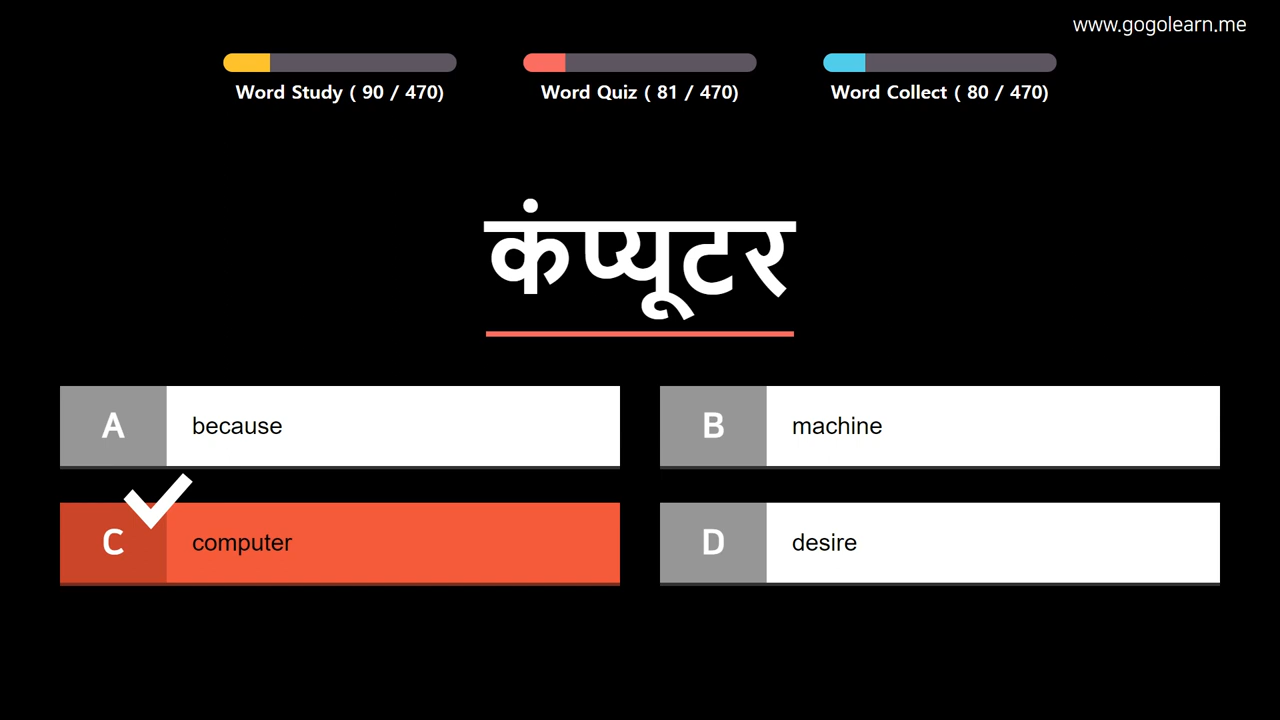 www.gogolearn.me
Word Study ( 90 / 470)
Word Quiz ( 81 / 470)
Word Collect ( 80 / 470)
कंप्यूटर
A because
B machine
C computer
D desire